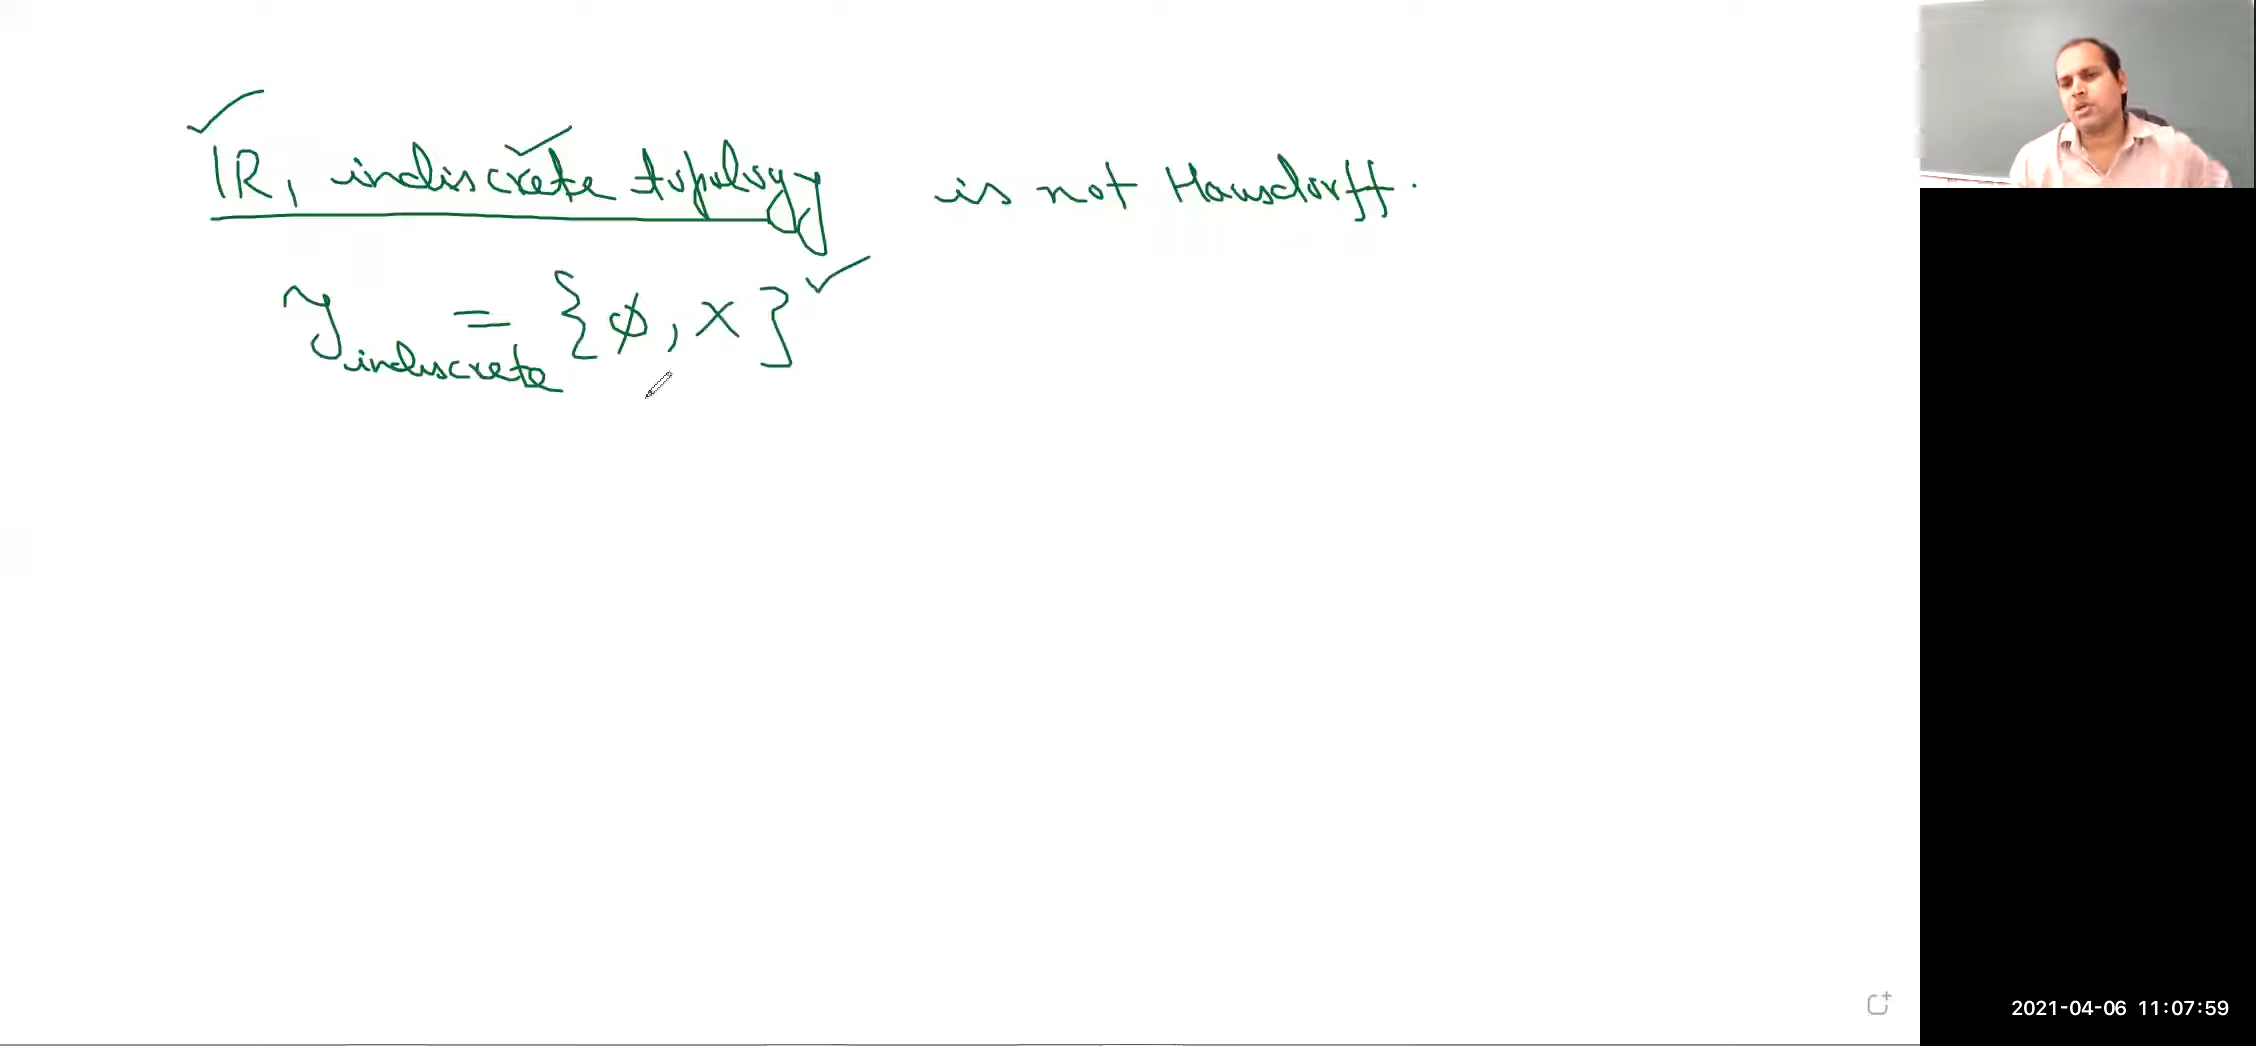 ℝ, indiscrete topology is not Hausdorff.
𝒯indiscrete = {φ, X}
2021-04-06 11:07:59